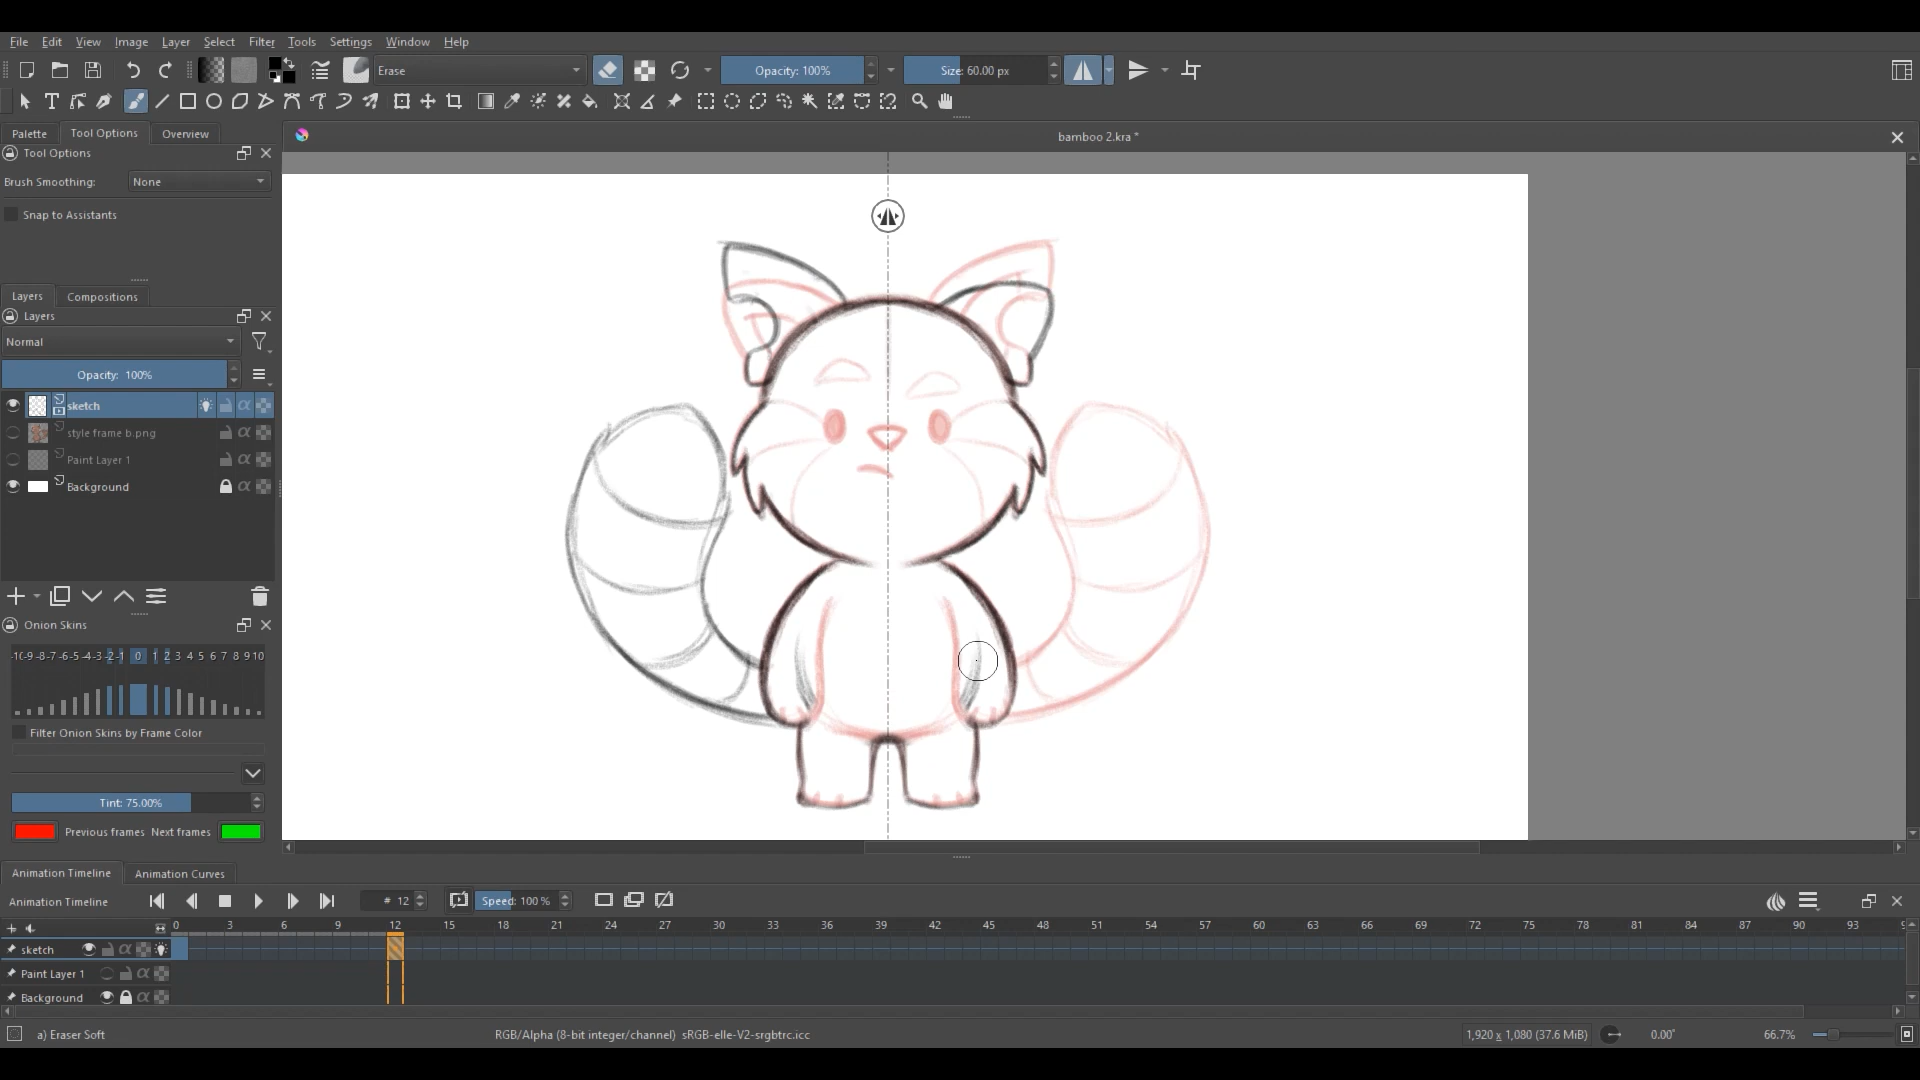 File Edit View Image Layer Select Filter Tools Settings Window Help
Erase Opacity: 100% Size: 60.00 px
Palette Tool Options Overview
bamboo 2.kra *
Tool Options
Brush Smoothing: None
Snap to Assistants
Layers Compositions
Layers
Normal
Opacity: 100%
sketch
style frame b.png
Paint Layer 1
Background
Onion Skins
-9 -8 -7 -6 -5 -4 -3 -2 -1 0 1 2 3 4 5 6 7 8 9 10
Filter Onion Skins by Frame Color
Tint: 75.00%
Previous frames Next frames
Animation Timeline Animation Curves
Animation Timeline # 12 Speed: 100 %
0 3 6 9 12 15 18 21 24 27 30 33 36 39 42 45 48 51 54 57 60 63 66 69 72 75 78 81 84 87 90 93
sketch
Paint Layer 1
Background
a) Eraser Soft RGB/Alpha (8-bit integer/channel) sRGB-elle-V2-srgbtrc.icc 1,920 x 1,080 (37.6 MiB) 0.00° 66.7%